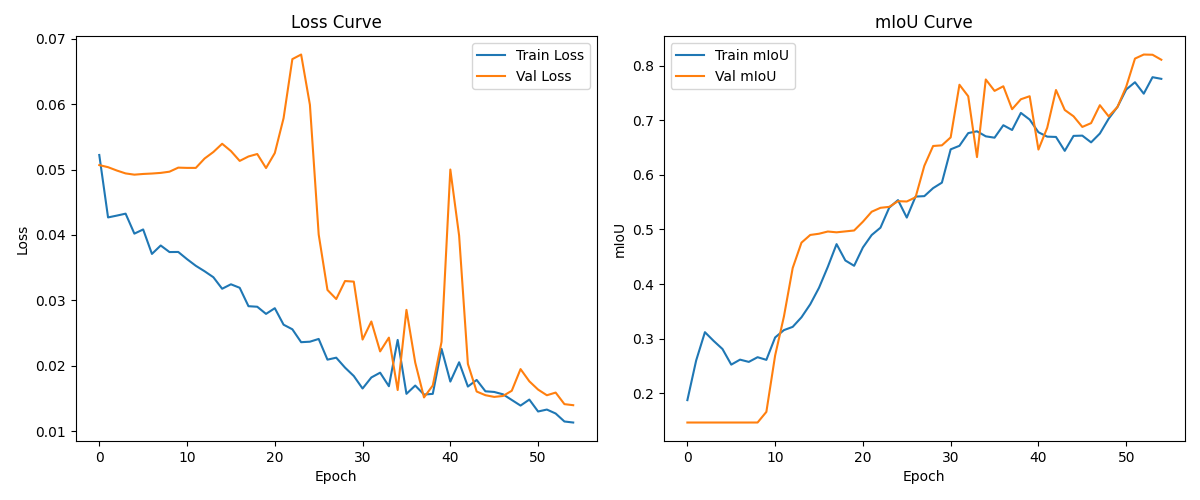 Loss Curve
0.07
0.06
0.05
0.04
0.03
0.02
0.01
Loss
0 10 20 30 40 50
Epoch
Train Loss
Val Loss
mIoU Curve
0.8
0.7
0.6
0.5
0.4
0.3
0.2
mIoU
0 10 20 30 40 50
Epoch
Train mIoU
Val mIoU